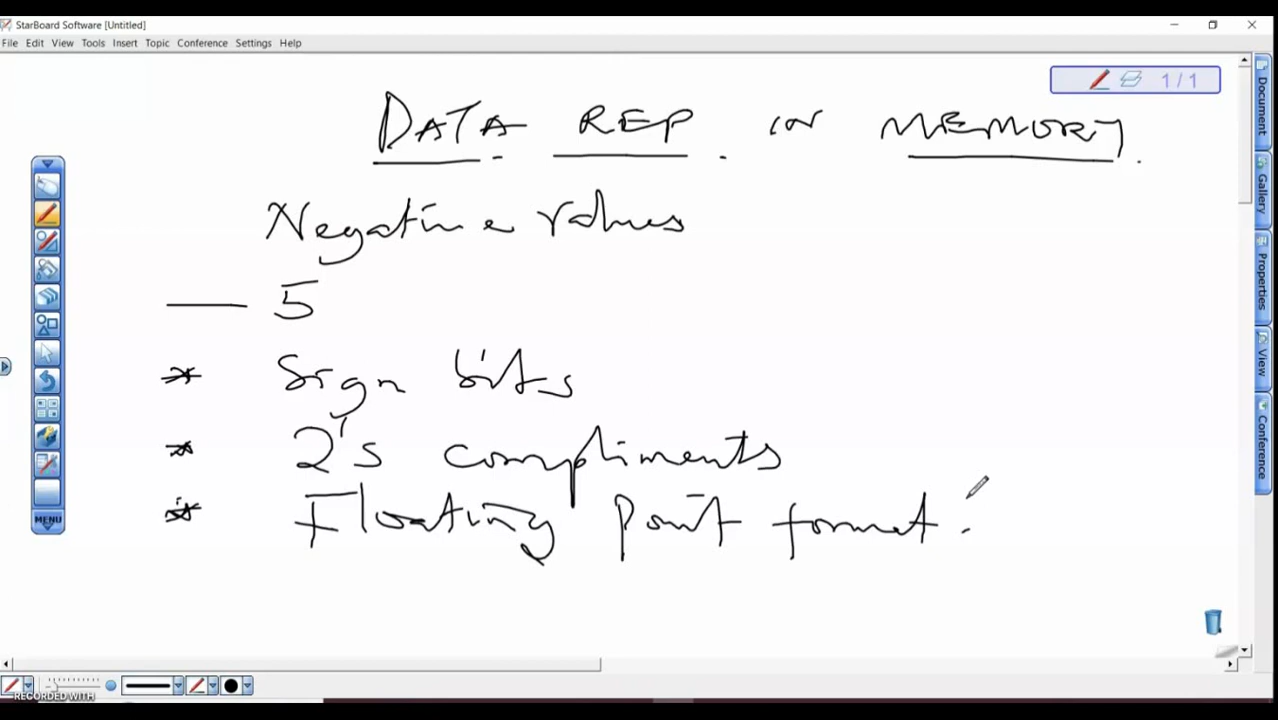 StarBoard Software [Untitled]
File Edit View Tools Insert Topic Conference Settings Help
1/1
DATA REP. in MEMORY.
Negative values
— 5
* Sign bits
* 2's compliments
* Floating point format.
MENU
Document
Gallery
Properties
View
Conference
RECORDED WITH